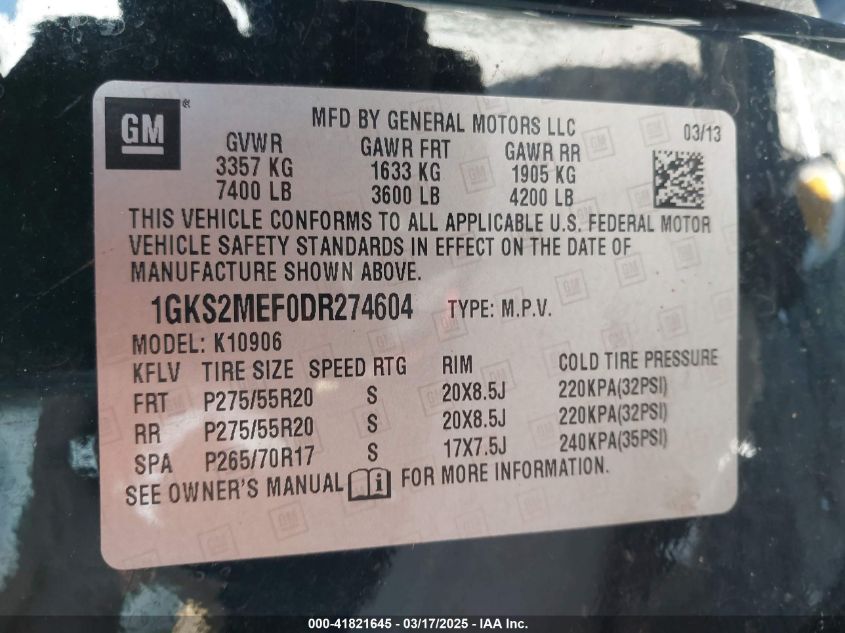 GM ® MFD BY GENERAL MOTORS LLC 03/13
GVWR GAWR FRT GAWR RR
3357 KG 1633 KG 1905 KG
7400 LB 3600 LB 4200 LB
THIS VEHICLE CONFORMS TO ALL APPLICABLE U.S. FEDERAL MOTOR
VEHICLE SAFETY STANDARDS IN EFFECT ON THE DATE OF
MANUFACTURE SHOWN ABOVE.
1GKS2MEF0DR274604 TYPE: M.P.V.
MODEL: K10906
KFLV TIRE SIZE SPEED RTG RIM COLD TIRE PRESSURE
FRT P275/55R20 S 20X8.5J 220KPA(32PSI)
RR P275/55R20 S 20X8.5J 220KPA(32PSI)
SPA P265/70R17 S 17X7.5J 240KPA(35PSI)
SEE OWNER'S MANUAL i FOR MORE INFORMATION.
000-41821645 - 03/17/2025 - IAA Inc.